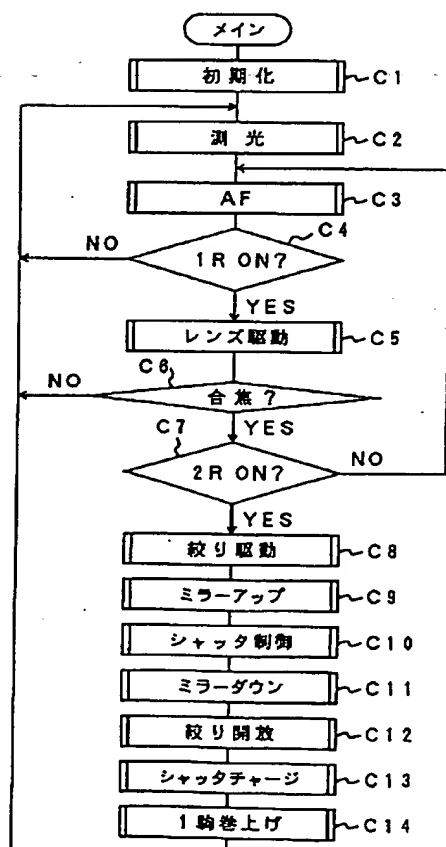 メイン
初期化 C1
測光 C2
AF C3
C4
NO 1R ON?
YES
レンズ駆動 C5
C6
NO 合焦?
YES
C7
2R ON? NO
YES
絞り駆動 C8
ミラーアップ C9
シャッタ制御 C10
ミラーダウン C11
絞り開放 C12
シャッタチャージ C13
1駒巻上げ C14